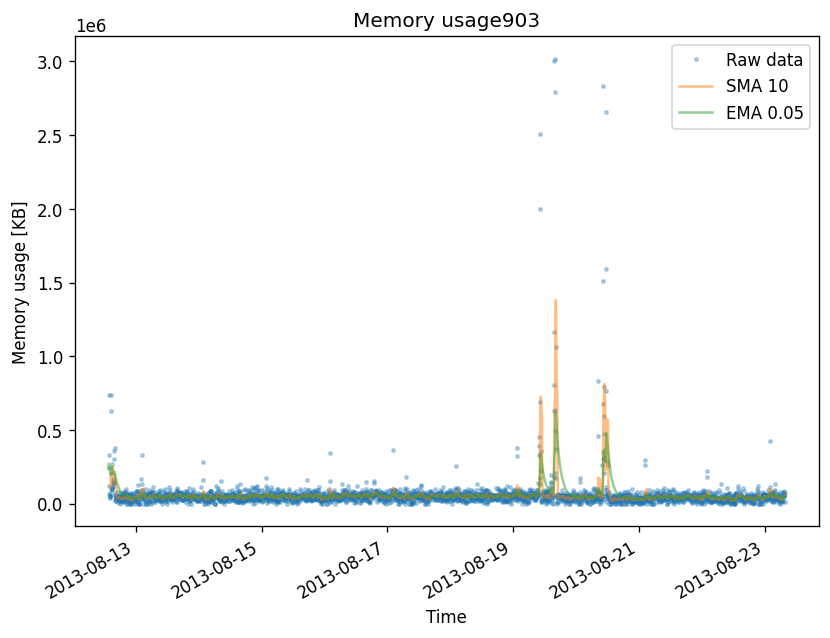 Memory usage903
1e6
Raw data
SMA 10
EMA 0.05
3.0
2.5
2.0
1.5
1.0
0.5
0.0
Memory usage [KB]
2013-08-13
2013-08-15
2013-08-17
2013-08-19
2013-08-21
2013-08-23
Time